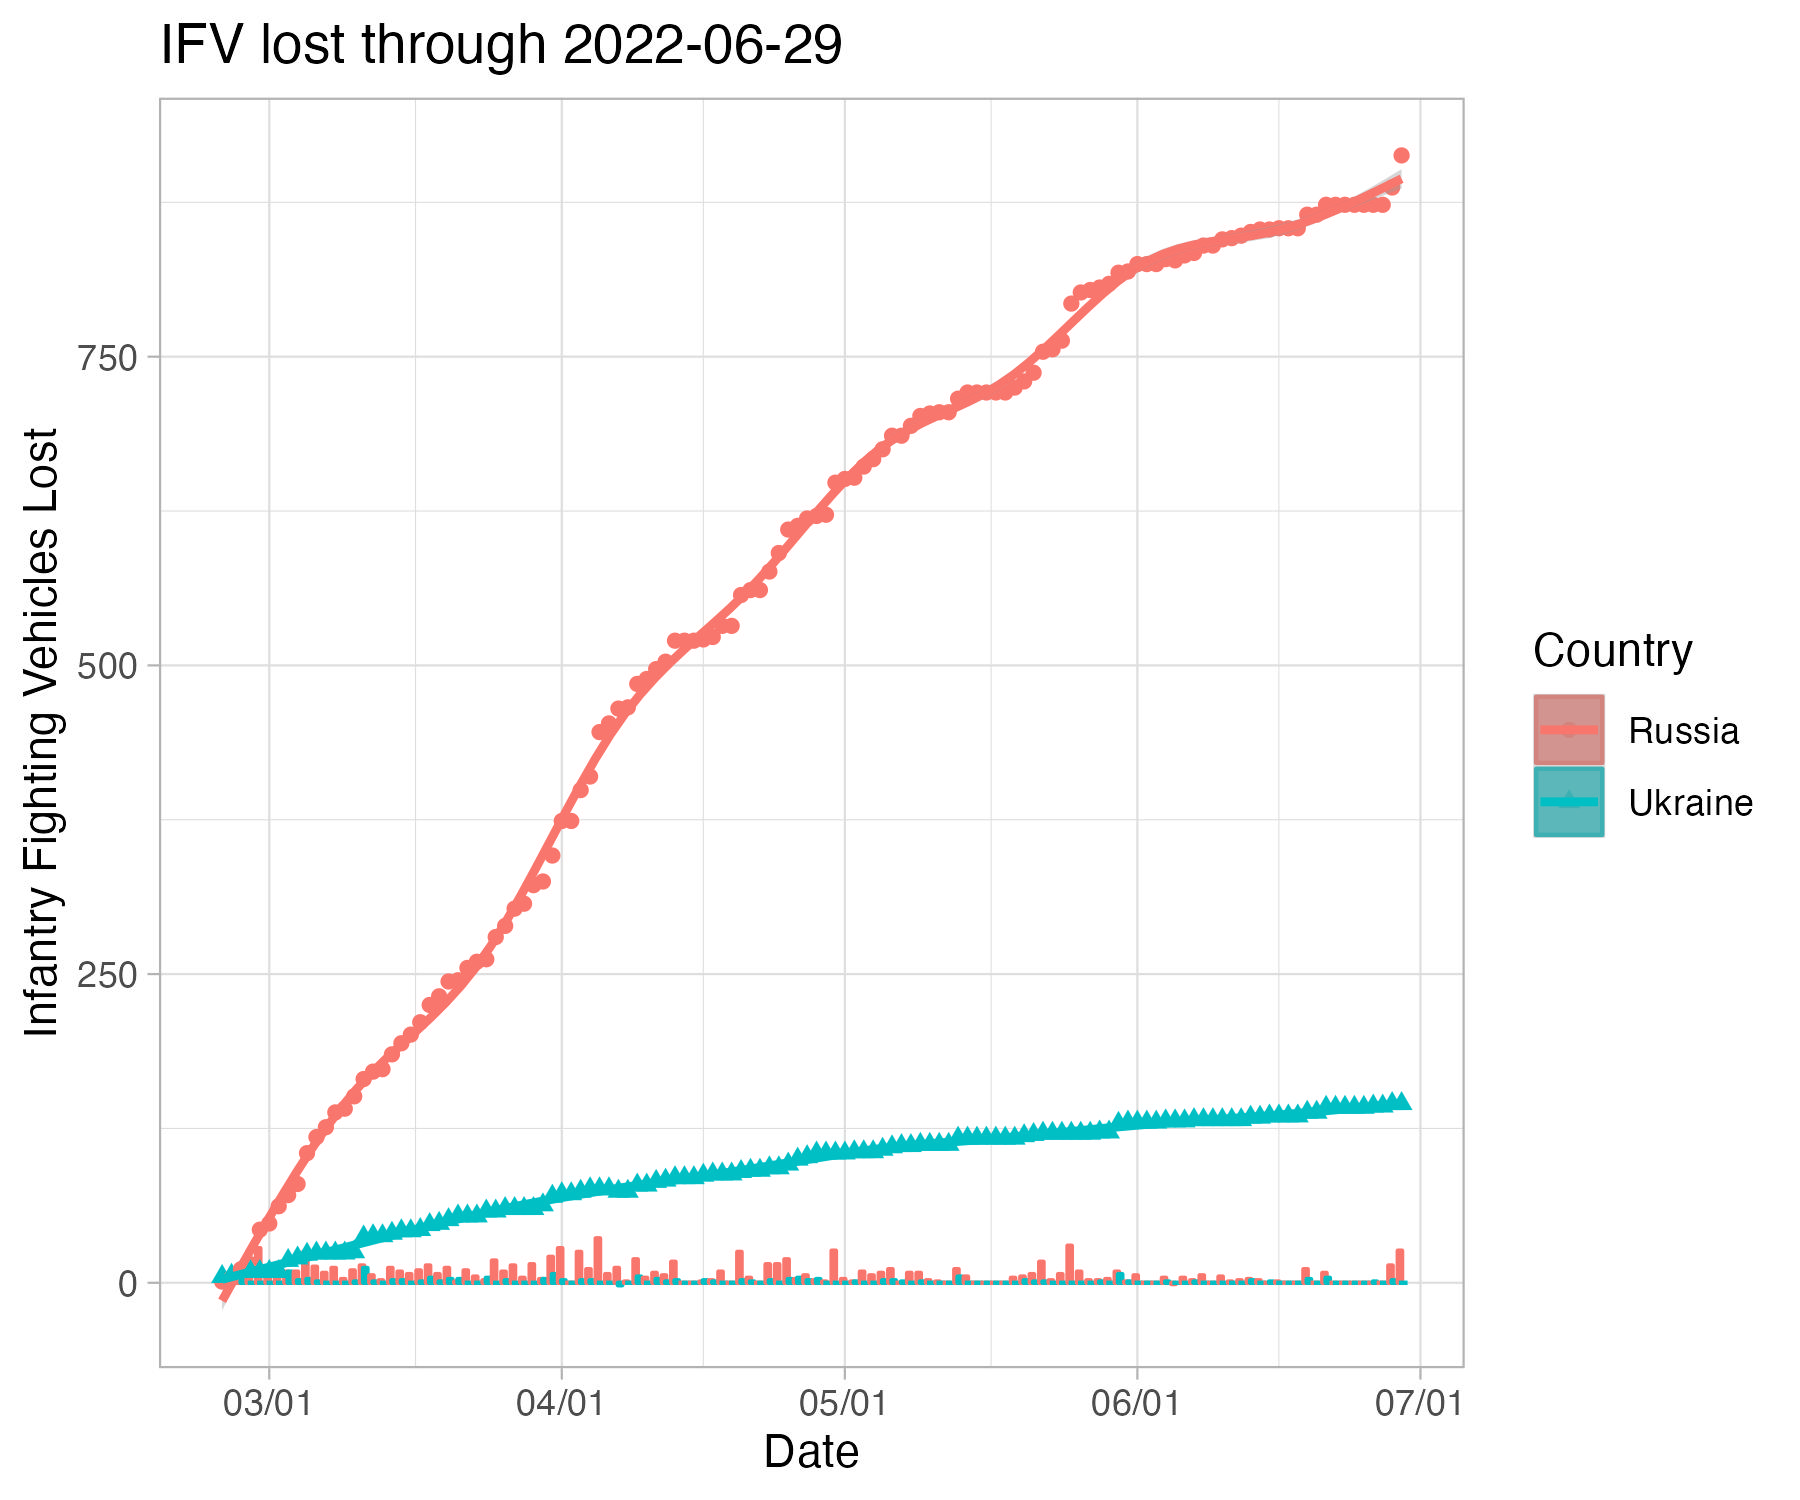 IFV lost through 2022-06-29
Infantry Fighting Vehicles Lost
750
500
250
0
03/01
04/01
05/01
06/01
07/01
Date
Country
Russia
Ukraine